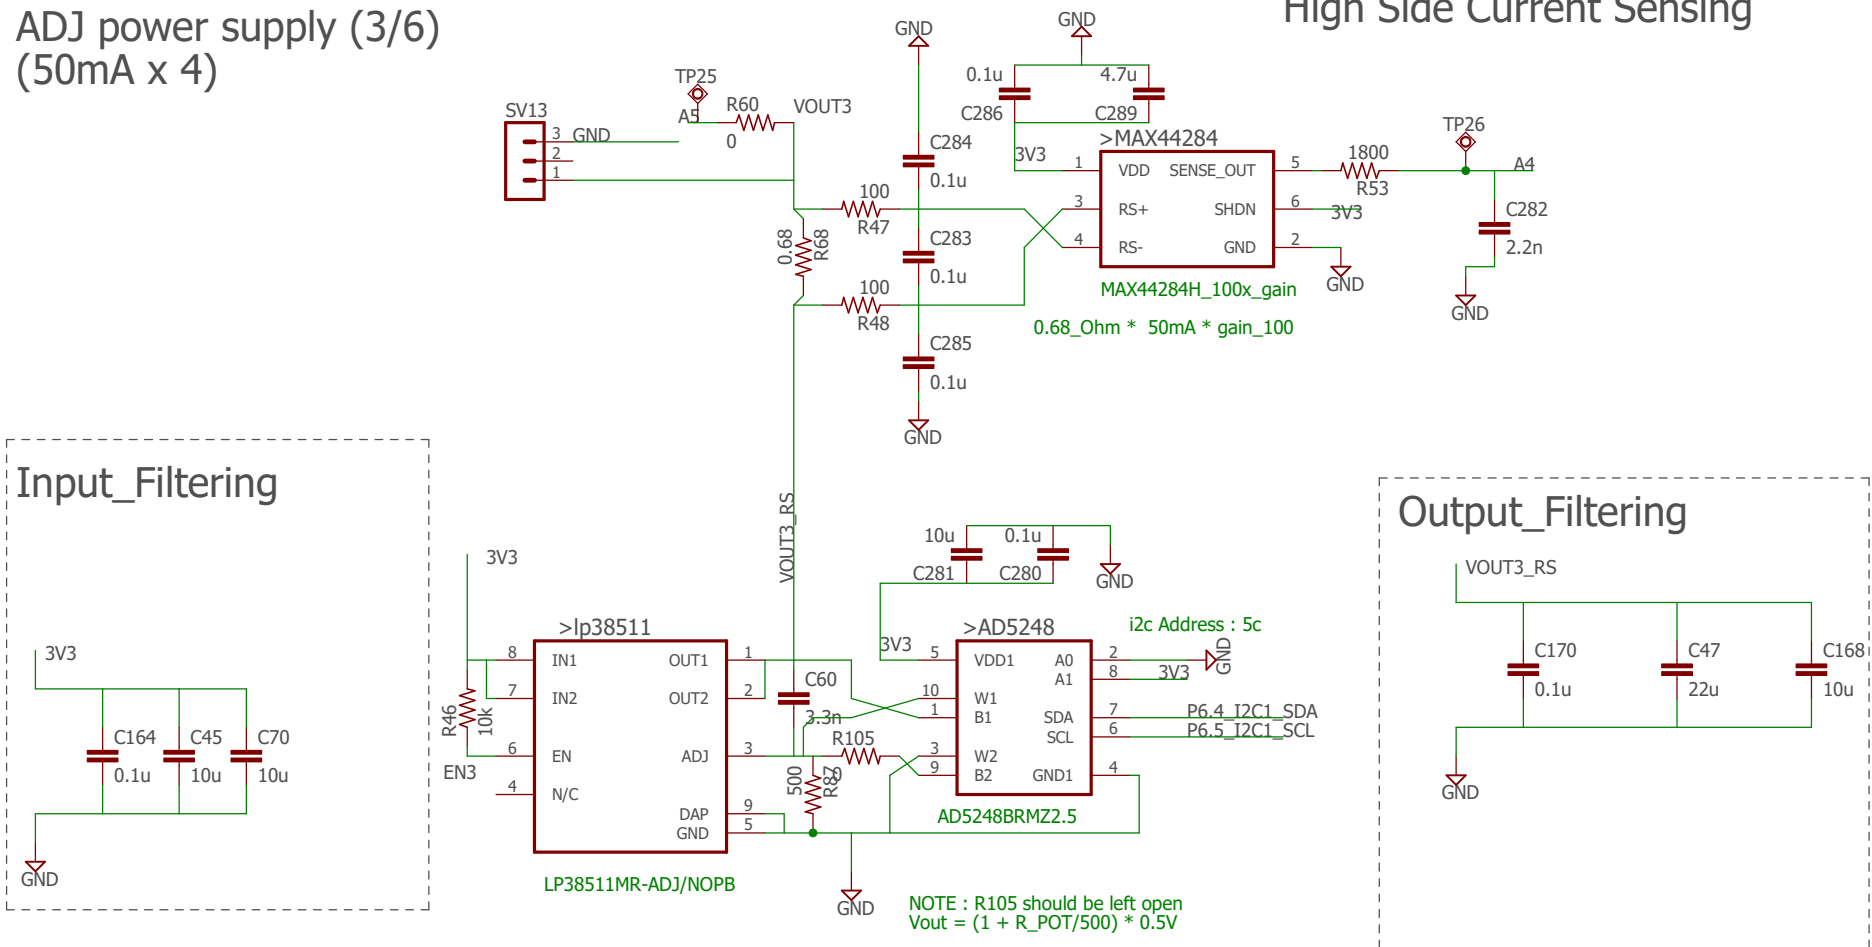 ADJ power supply (3/6)
(50mA x 4)
High Side Current Sensing
GND
GND
0.1u
4.7u
C286
C289
TP25
A5
R60
0
VOUT3
SV13
3
GND
2
1
C284
0.1u
3V3
>MAX44284
1
VDD
SENSE_OUT
5
3
RS+
SHDN
6
3V3
4
RS-
GND
2
GND
1800
R53
TP26
A4
C282
2.2n
GND
100
R47
0.68
R68
C283
0.1u
100
R48
MAX44284H_100x_gain
0.68_Ohm * 50mA * gain_100
C285
0.1u
GND
Input_Filtering
3V3
C164
0.1u
C45
10u
C70
10u
GND
VOUT3_RS
3V3
R46
10k
EN3
>lp38511
8
IN1
OUT1
1
7
IN2
OUT2
2
6
EN
ADJ
3
4
N/C
DAP
9
GND
5
LP38511MR-ADJ/NOPB
C60
3.3n
R105
0
500
R87
GND
10u
0.1u
C281
C280
GND
3V3
>AD5248
i2c Address : 5c
5
VDD1
A0
2
GND
A1
8
3V3
10
W1
1
B1
SDA
7
P6.4_I2C1_SDA
SCL
6
P6.5_I2C1_SCL
3
W2
9
B2
GND1
4
AD5248BRMZ2.5
NOTE : R105 should be left open
Vout = (1 + R_POT/500) * 0.5V
Output_Filtering
VOUT3_RS
C170
0.1u
C47
22u
C168
10u
GND